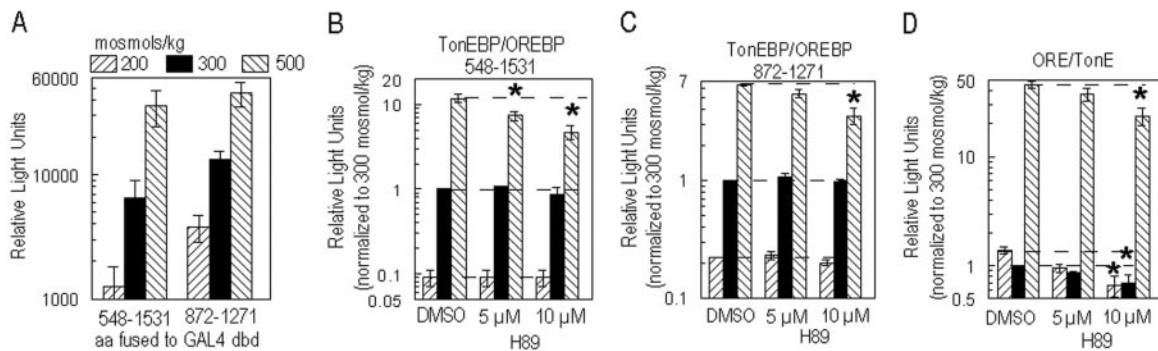 A
mosmols/kg
200 300 500
Relative Light Units
60000
10000
1000
548-1531 872-1271
aa fused to GAL4 dbd
B
TonEBP/OREBP
548-1531
Relative Light Units
(normalized to 300 mosmol/kg)
20
10
1
0.1
0.05
* *
DMSO 5 µM 10 µM
H89
C
TonEBP/OREBP
872-1271
Relative Light Units
(normalized to 300 mosmol/kg)
7
1
0.1
*
DMSO 5 µM 10 µM
H89
D
ORE/TonE
Relative Light Units
(normalized to 300 mosmol/kg)
50
10
1
0.5
*
* *
DMSO 5 µM 10 µM
H89